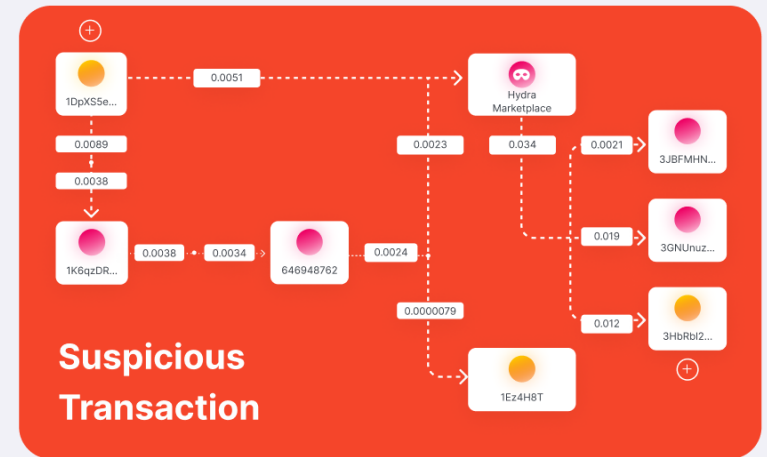 1DpXS5e...
0.0051
Hydra
Marketplace
0.0089
0.0023
0.034
0.0021
3JBFMHN...
0.0038
1K6qzDR...
0.0038
0.0034
646948762
0.0024
0.019
3GNUnuz...
0.0000079
0.012
3HbRbI2...
1Ez4H8T
Suspicious
Transaction